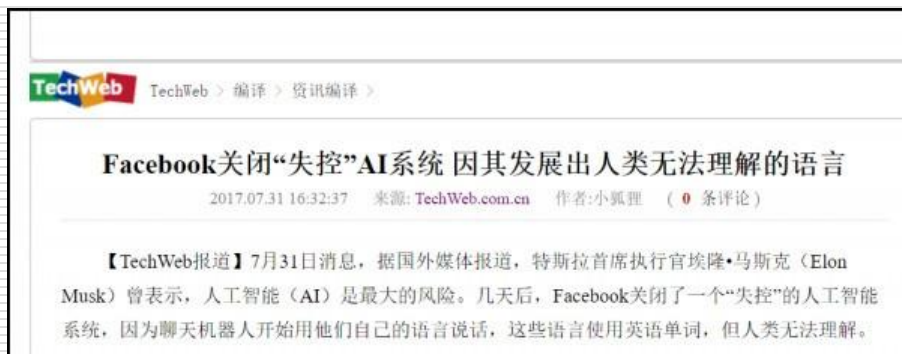 TechWeb TechWeb > 编译 > 资讯编译 >
Facebook关闭“失控”AI系统 因其发展出人类无法理解的语言
2017.07.31 16:32:37 来源: TechWeb.com.cn 作者:小狐狸 ( 0 条评论 )
【TechWeb报道】7月31日消息，据国外媒体报道，特斯拉首席执行官埃隆•马斯克（Elon
Musk）曾表示，人工智能（AI）是最大的风险。几天后，Facebook关闭了一个“失控”的人工智能
系统，因为聊天机器人开始用他们自己的语言说话，这些语言使用英语单词，但人类无法理解。